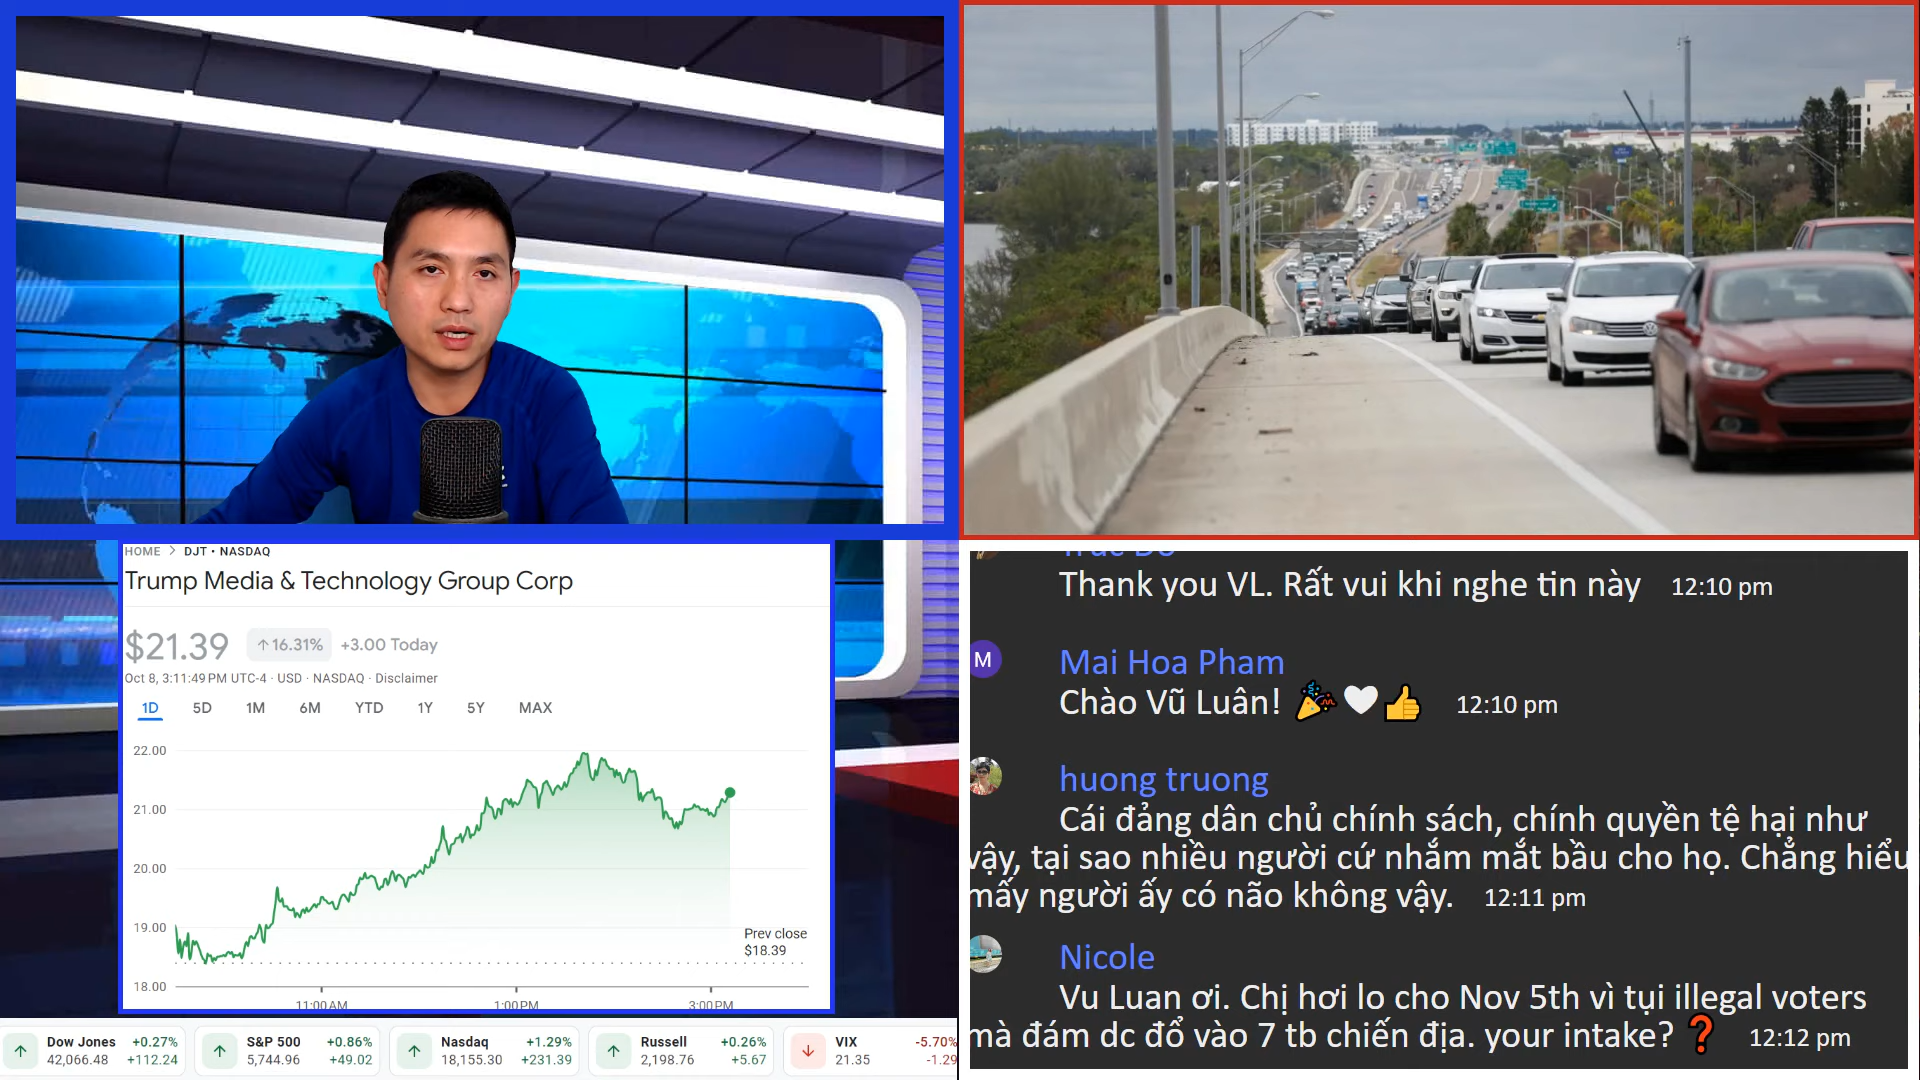 HOME > DJT • NASDAQ
Trump Media & Technology Group Corp
$21.39 ↑16.31% +3.00 Today
Oct 8, 3:11:49 PM UTC-4 · USD · NASDAQ · Disclaimer
1D 5D 1M 6M YTD 1Y 5Y MAX
22.00
21.00
20.00
19.00
18.00
Prev close
$18.39
11:00 AM 1:00 PM 3:00 PM
Dow Jones +0.27%
42,066.48 +112.24
S&P 500 +0.86%
5,744.96 +49.02
Nasdaq +1.29%
18,155.30 +231.39
Russell +0.26%
2,198.76 +5.67
VIX -5.70%
21.35 -1.29
Thank you VL. Rất vui khi nghe tin này 12:10 pm
M Mai Hoa Pham
Chào Vũ Luân! 🎉🤍👍 12:10 pm
huong truong
Cái đảng dân chủ chính sách, chính quyền tệ hại như
vậy, tại sao nhiều người cứ nhắm mắt bầu cho họ. Chẳng hiểu
mấy người ấy có não không vậy. 12:11 pm
Nicole
Vu Luan ơi. Chị hơi lo cho Nov 5th vì tụi illegal voters
mà đám dc đổ vào 7 tb chiến địa. your intake?❓ 12:12 pm